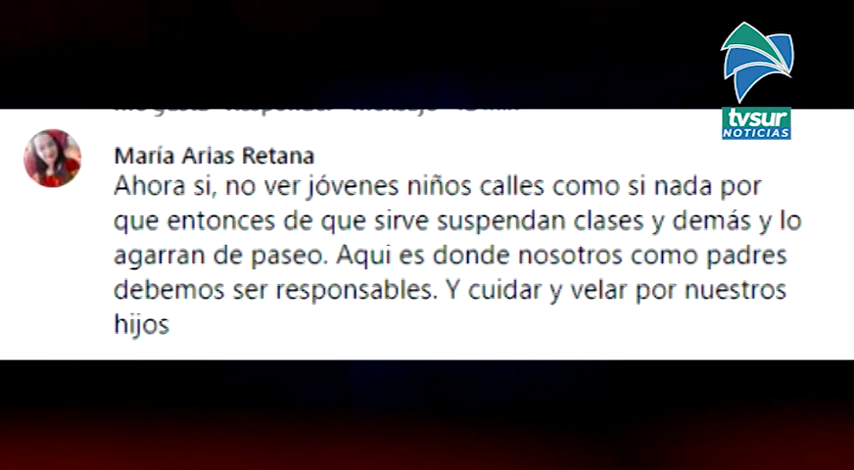 tvsur
NOTICIAS
María Arias Retana
Ahora si, no ver jóvenes niños calles como si nada por
que entonces de que sirve suspendan clases y demás y lo
agarran de paseo. Aqui es donde nosotros como padres
debemos ser responsables. Y cuidar y velar por nuestros
hijos